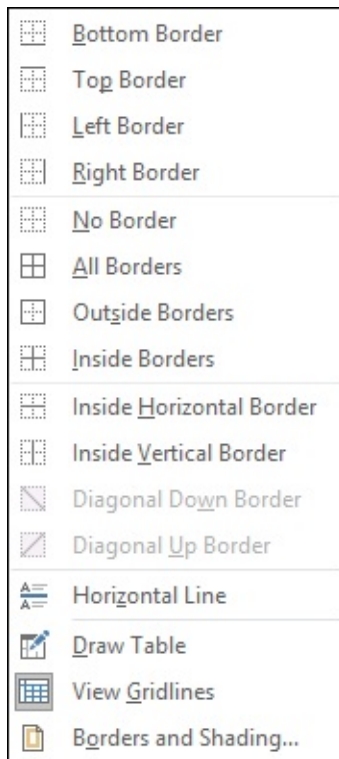 Bottom Border
Top Border
Left Border
Right Border
No Border
All Borders
Outside Borders
Inside Borders
Inside Horizontal Border
Inside Vertical Border
Diagonal Down Border
Diagonal Up Border
Horizontal Line
Draw Table
View Gridlines
Borders and Shading...